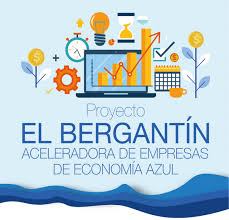 Proyecto
EL BERGANTÍN
ACELERADORA DE EMPRESAS
DE ECONOMÍA AZUL